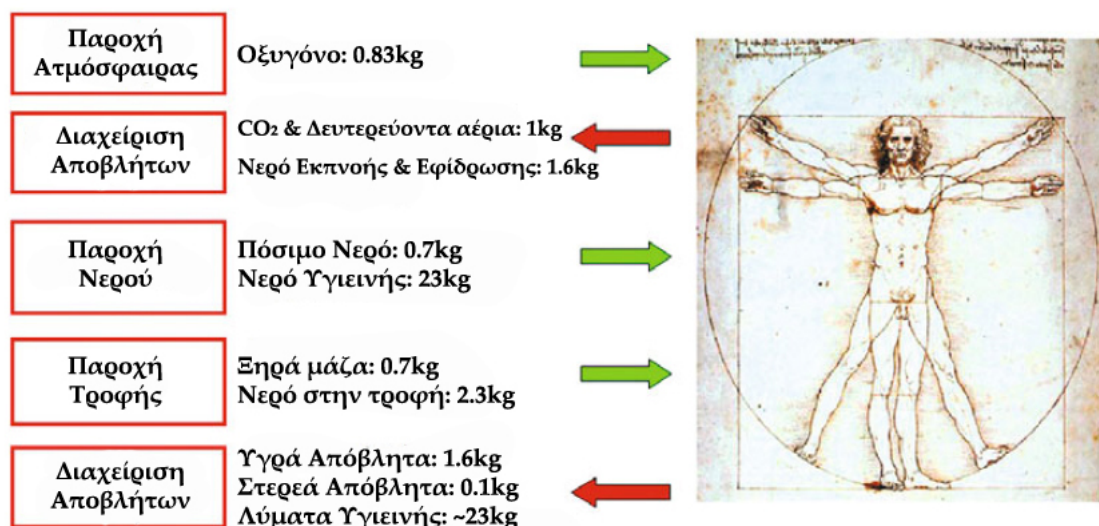 Παροχή
Ατμόσφαιρας
Οξυγόνο: 0.83kg
Διαχείριση
Αποβλήτων
CO₂ & Δευτερεύοντα αέρια: 1kg
Νερό Εκπνοής & Εφίδρωσης: 1.6kg
Παροχή
Νερού
Πόσιμο Νερό: 0.7kg
Νερό Υγιεινής: 23kg
Παροχή
Τροφής
Ξηρά μάζα: 0.7kg
Νερό στην τροφή: 2.3kg
Διαχείριση
Αποβλήτων
Υγρά Απόβλητα: 1.6kg
Στερεά Απόβλητα: 0.1kg
Λύματα Υγιεινής: ~23kg